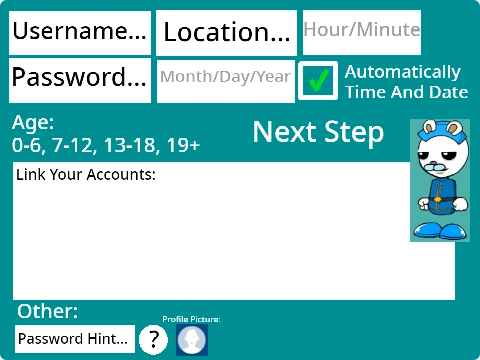 Username...
Location...
Hour/Minute
Password...
Month/Day/Year
Automatically
Time And Date
Age:
0-6, 7-12, 13-18, 19+
Next Step
Link Your Accounts:
Other:
Profile Picture:
Password Hint...
?